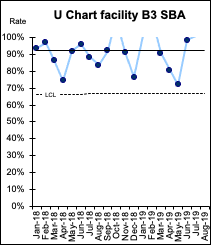 U Chart facility B3 SBA
Rate
100%
90%
80%
70%
60%
50%
40%
30%
20%
10%
0%
LCL
Jan-18
Feb-18
Mar-18
Apr-18
May-18
Jun-18
Jul-18
Aug-18
Sep-18
Oct-18
Nov-18
Dec-18
Jan-19
Feb-19
Mar-19
Apr-19
May-19
Jun-19
Jul-19
Aug-19